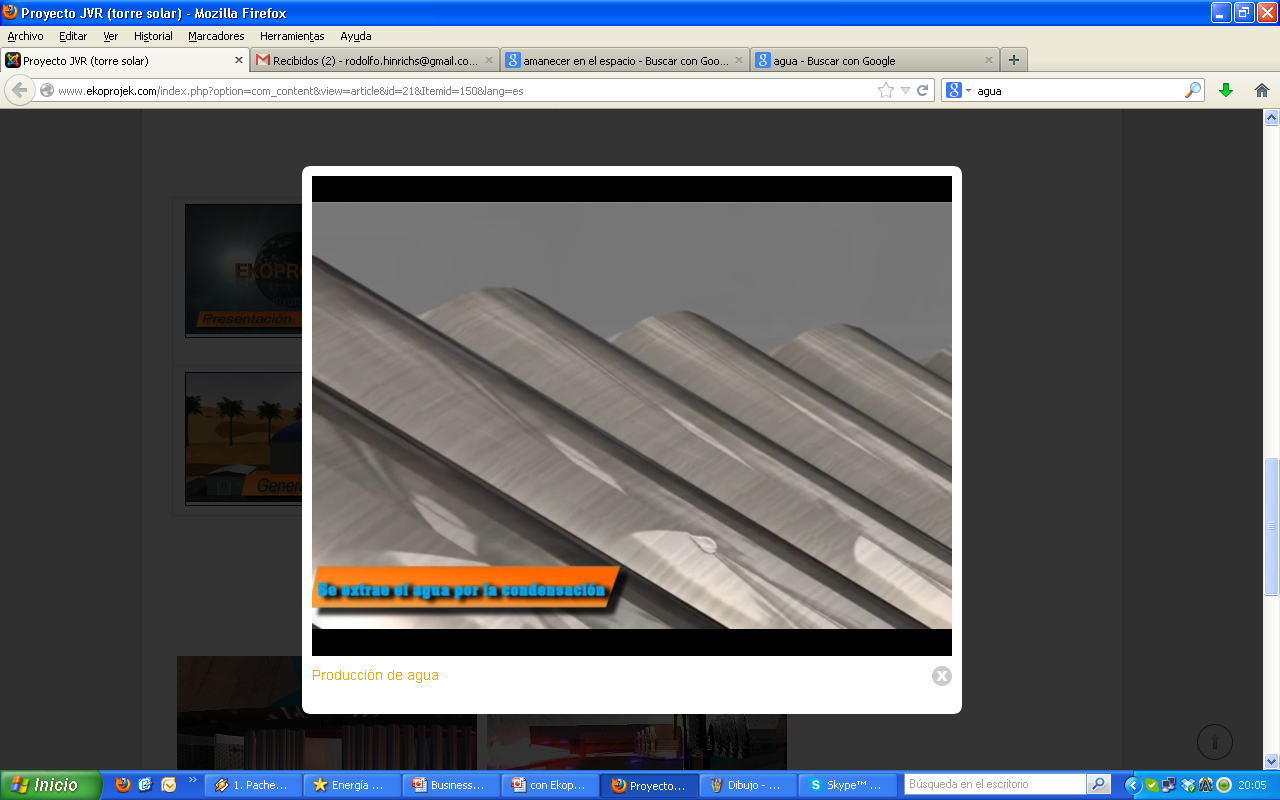 Proyecto JVR (torre solar) - Mozilla Firefox
Archivo Editar Ver Historial Marcadores Herramientas Ayuda
Proyecto JVR (torre solar)
Recibidos (2) - rodolfo.hinrichs@gmail.co...
amanecer en el espacio - Buscar con Goo...
agua - Buscar con Google
www.ekoprojek.com/index.php?option=com_content&view=article&id=21&Itemid=150&lang=es
agua
EKOPRO
Presentación
Gener
Se extrae el agua por la condensación
Producción de agua
Inicio
1. Pache...
Energía ...
Business...
con Ekop...
Proyecto...
Dibujo - ...
Skype™ ...
Búsqueda en el escritorio
20:05